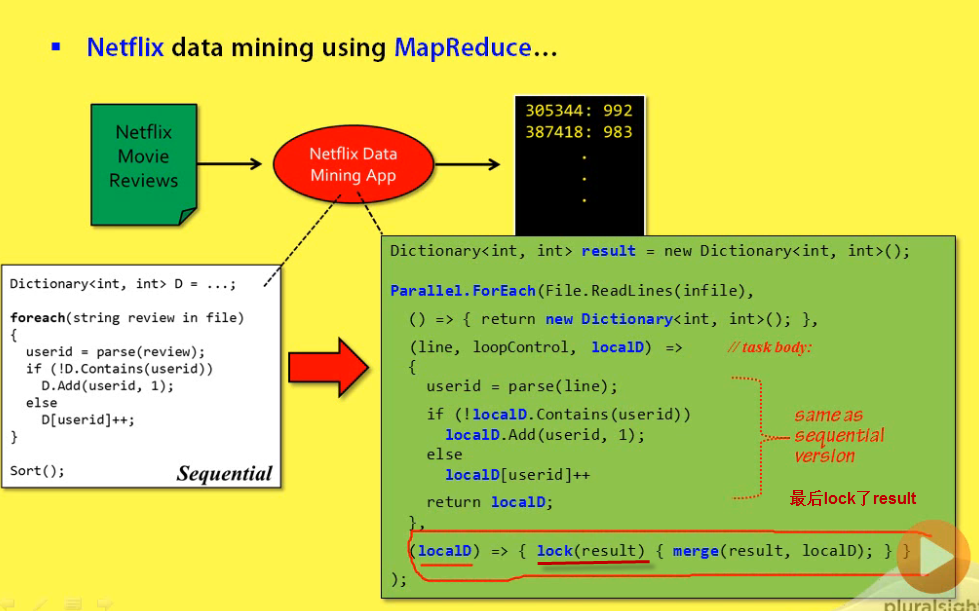 ▪ Netflix data mining using MapReduce…
Netflix
Movie
Reviews
Netflix Data
Mining App
305344: 992
387418: 983
.
.
.
Dictionary<int, int> D = ...;
foreach(string review in file)
{
userid = parse(review);
if (!D.Contains(userid))
D.Add(userid, 1);
else
D[userid]++;
}
Sort();
Sequential
Dictionary<int, int> result = new Dictionary<int, int>();
Parallel.ForEach(File.ReadLines(infile),
() => { return new Dictionary<int, int>(); },
(line, loopControl, localD) => // task body:
{
userid = parse(line);
if (!localD.Contains(userid))
localD.Add(userid, 1);
else
localD[userid]++
return localD;
},
same as
sequential
version
最后lock了result
(localD) => { lock(result) { merge(result, localD); } }
);